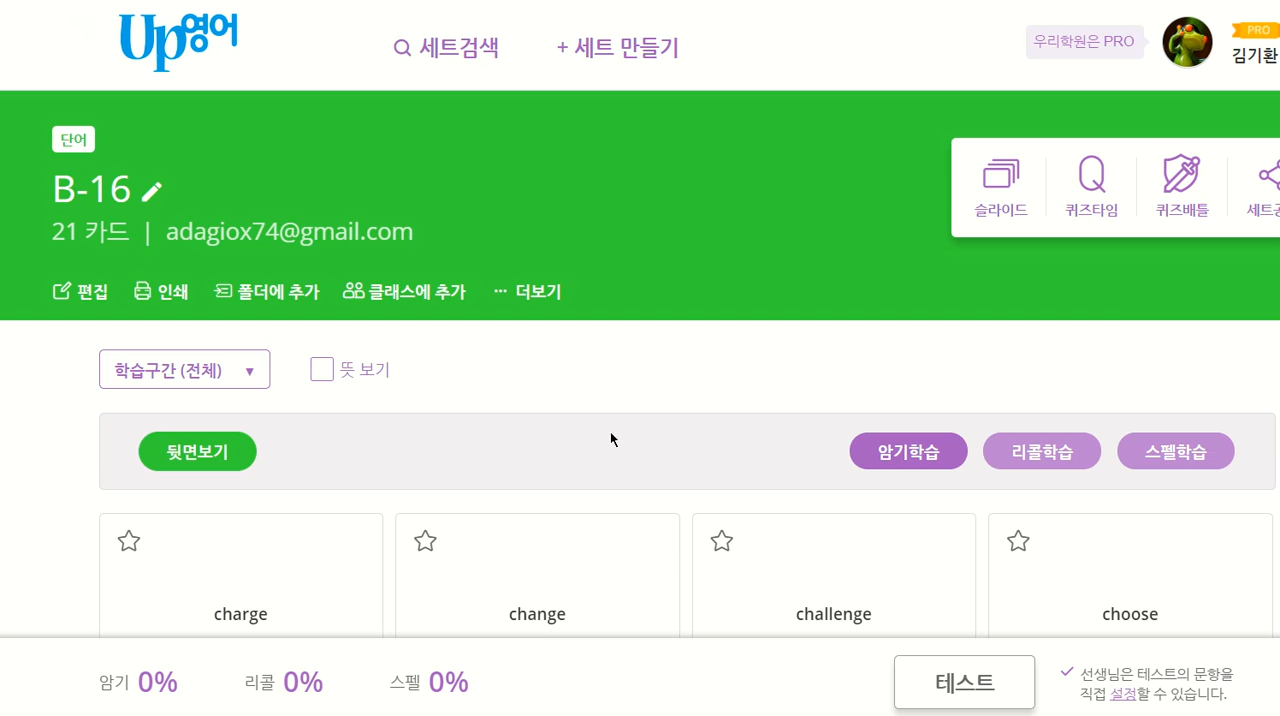 Up영어
세트검색
+ 세트 만들기
우리학원은 PRO
PRO
김기환
단어
B-16
21 카드 | adagiox74@gmail.com
슬라이드
퀴즈타임
퀴즈배틀
세트공
편집
인쇄
폴더에 추가
클래스에 추가
더보기
학습구간 (전체) ▼
뜻 보기
뒷면보기
암기학습
리콜학습
스펠학습
charge
change
challenge
choose
암기 0%
리콜 0%
스펠 0%
테스트
선생님은 테스트의 문항을
직접 설정할 수 있습니다.